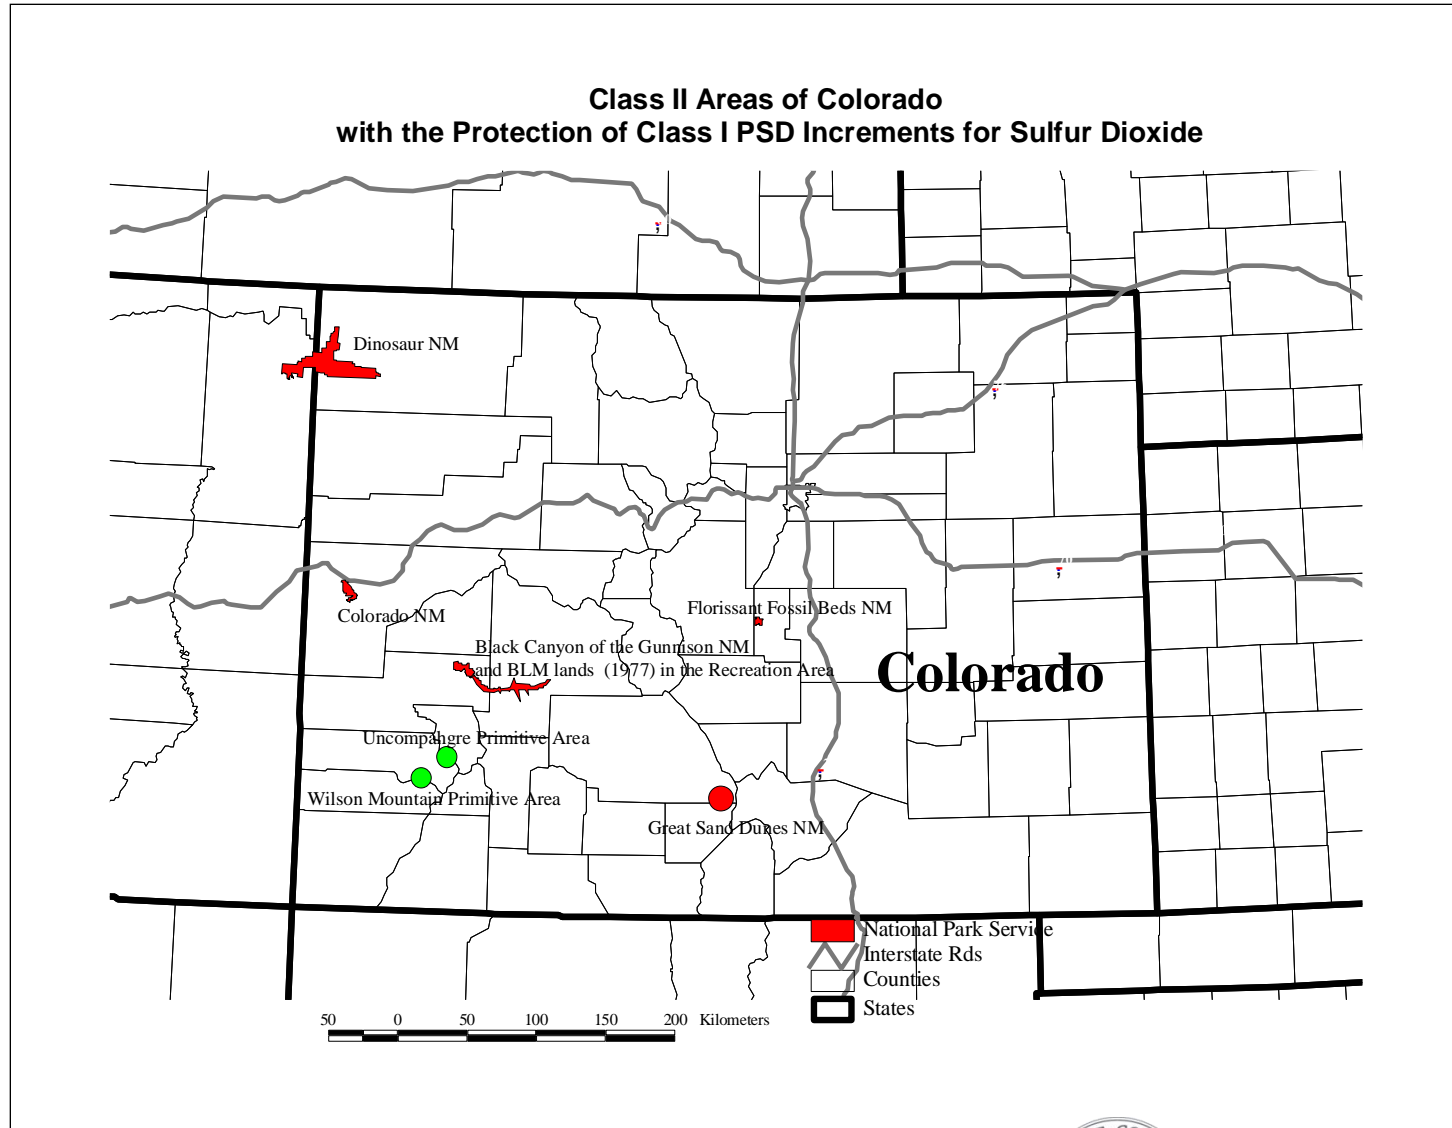 Class II Areas of Colorado
with the Protection of Class I PSD Increments for Sulfur Dioxide
Dinosaur NM
Colorado NM
Florissant Fossil Beds NM
Black Canyon of the Gunnison NM
and BLM lands (1977) in the Recreation Area
Colorado
Uncompahgre Primitive Area
Wilson Mountain Primitive Area
Great Sand Dunes NM
National Park Service
Interstate Rds
Counties
States
50 0 50 100 150 200 Kilometers